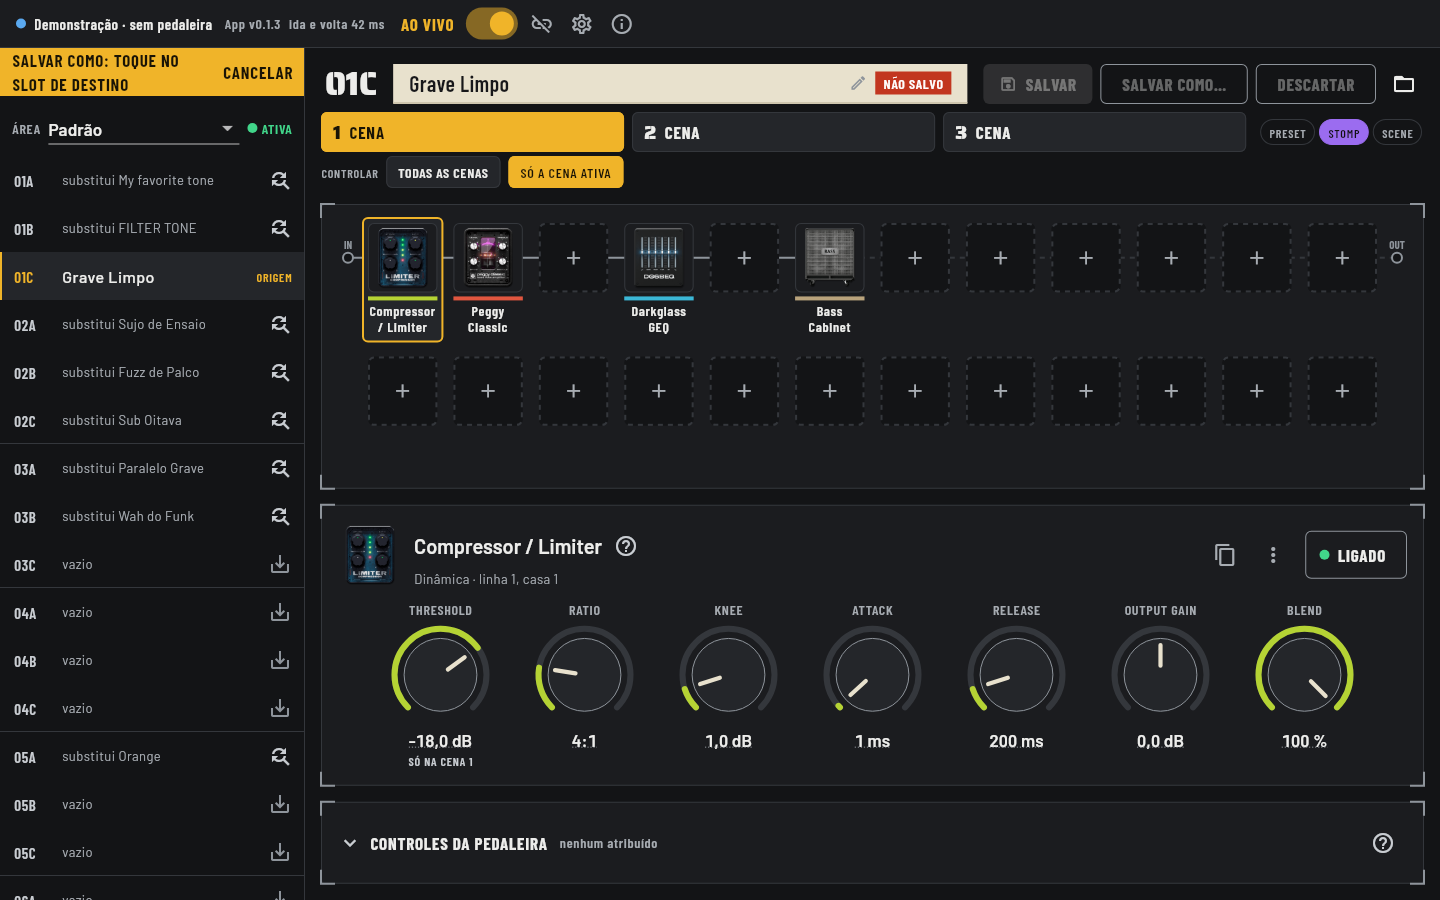 Demonstração · sem pedaleira App v0.1.3 Ida e volta 42 ms AO VIVO
SALVAR COMO: TOQUE NO
SLOT DE DESTINO
CANCELAR
01C Grave Limpo NÃO SALVO SALVAR SALVAR COMO... DESCARTAR
ÁREA Padrão ATIVA
1 CENA 2 CENA 3 CENA PRESET STOMP SCENE
CONTROLAR TODAS AS CENAS SÓ A CENA ATIVA
01A substitui My favorite tone
01B substitui FILTER TONE
01C Grave Limpo ORIGEM
02A substitui Sujo de Ensaio
02B substitui Fuzz de Palco
02C substitui Sub Oitava
03A substitui Paralelo Grave
03B substitui Wah do Funk
03C vazio
04A vazio
04B vazio
04C vazio
05A substitui Orange
05B vazio
05C vazio
06A vazio
IN OUT
LIMITER
Compressor
/ Limiter
Peggy
Classic
DGGSEQ
Darkglass
GEQ
BASS
Bass
Cabinet
LIMITER
Compressor / Limiter
Dinâmica · linha 1, casa 1
LIGADO
THRESHOLD RATIO KNEE ATTACK RELEASE OUTPUT GAIN BLEND
-18,0 dB 4:1 1,0 dB 1 ms 200 ms 0,0 dB 100 %
SÓ NA CENA 1
CONTROLES DA PEDALEIRA nenhum atribuído